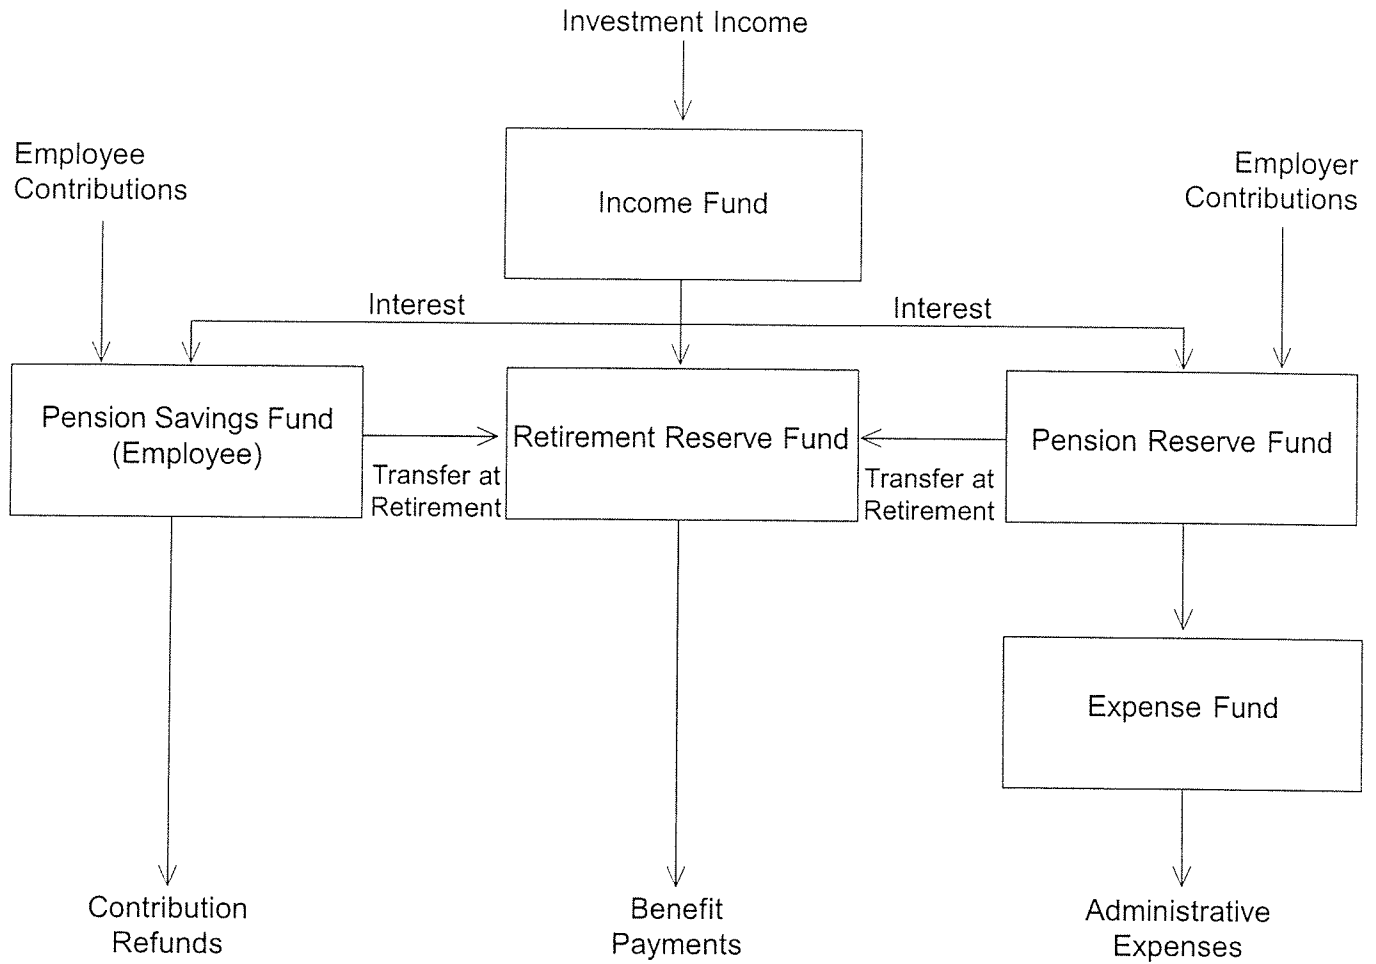 Investment Income
Employee
Contributions
Employer
Contributions
Income Fund
Interest
Interest
Pension Savings Fund
(Employee)
Retirement Reserve Fund
Pension Reserve Fund
Transfer at
Retirement
Transfer at
Retirement
Expense Fund
Contribution
Refunds
Benefit
Payments
Administrative
Expenses